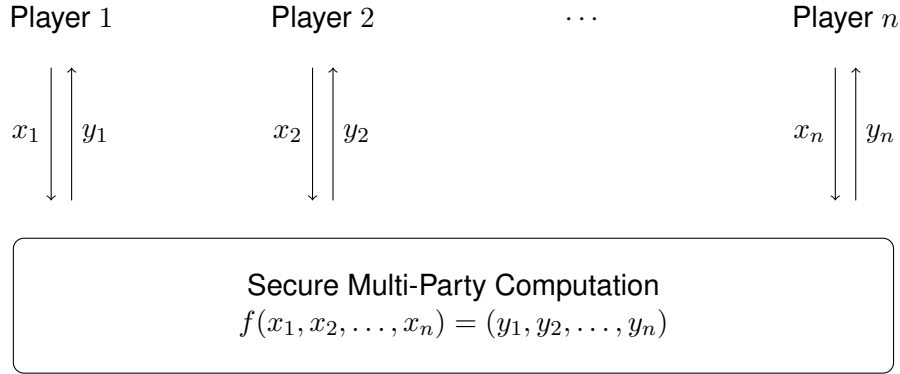 Player 1 Player 2 ⋯ Player n
x₁ y₁ x₂ y₂ xₙ yₙ
Secure Multi-Party Computation
f(x₁, x₂, . . . , xₙ) = (y₁, y₂, . . . , yₙ)